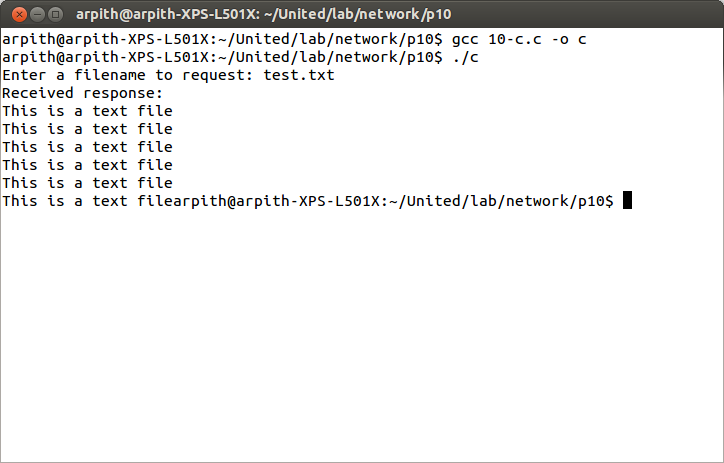 arpith@arpith-XPS-L501X: ~/United/lab/network/p10
arpith@arpith-XPS-L501X:~/United/lab/network/p10$ gcc 10-c.c -o c
arpith@arpith-XPS-L501X:~/United/lab/network/p10$ ./c
Enter a filename to request: test.txt
Received response:
This is a text file
This is a text file
This is a text file
This is a text file
This is a text file
This is a text filearpith@arpith-XPS-L501X:~/United/lab/network/p10$